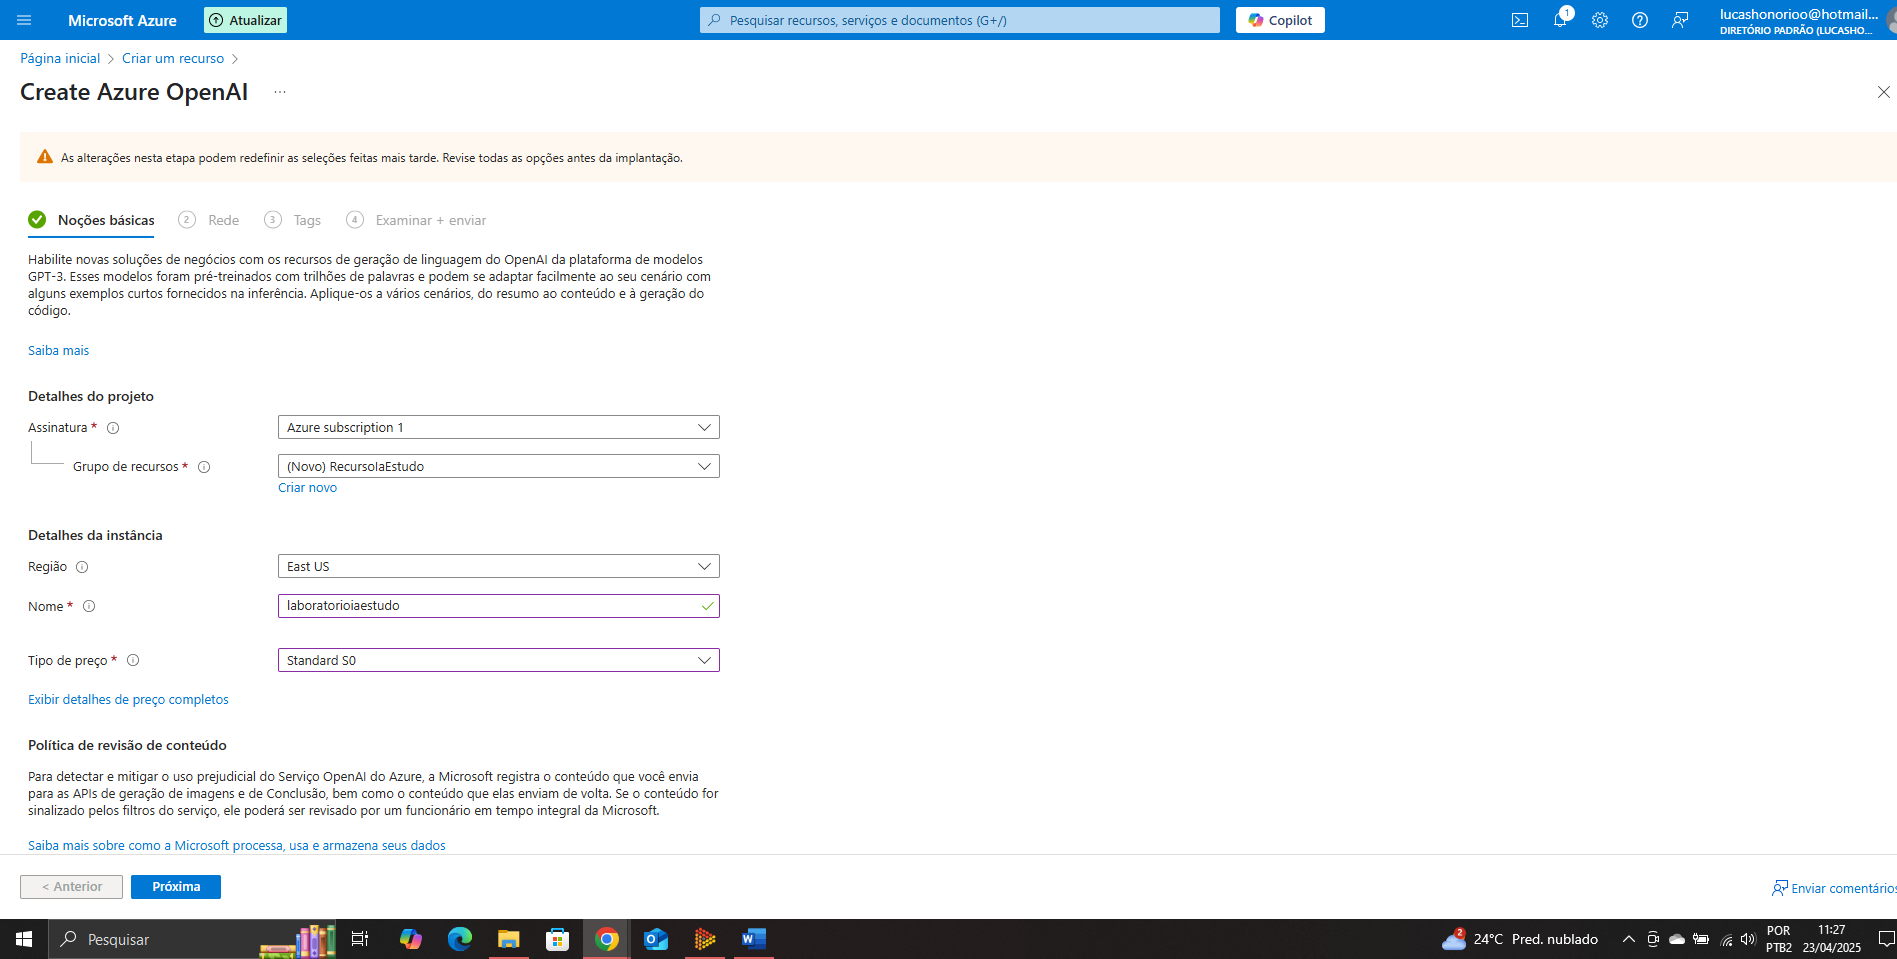 Microsoft Azure
Atualizar
Pesquisar recursos, serviços e documentos (G+/)
Copilot
1
lucashonorioo@hotmail...
DIRETÓRIO PADRÃO (LUCASHO...
Página inicial > Criar um recurso >
Create Azure OpenAI ...
As alterações nesta etapa podem redefinir as seleções feitas mais tarde. Revise todas as opções antes da implantação.
Noções básicas
2 Rede
3 Tags
4 Examinar + enviar
Habilite novas soluções de negócios com os recursos de geração de linguagem do OpenAI da plataforma de modelos
GPT-3. Esses modelos foram pré-treinados com trilhões de palavras e podem se adaptar facilmente ao seu cenário com
alguns exemplos curtos fornecidos na inferência. Aplique-os a vários cenários, do resumo ao conteúdo e à geração do
código.
Saiba mais
Detalhes do projeto
Assinatura *
Azure subscription 1
Grupo de recursos *
(Novo) RecursoIaEstudo
Criar novo
Detalhes da instância
Região
East US
Nome *
laboratorioiaestudo
Tipo de preço *
Standard S0
Exibir detalhes de preço completos
Política de revisão de conteúdo
Para detectar e mitigar o uso prejudicial do Serviço OpenAI do Azure, a Microsoft registra o conteúdo que você envia
para as APIs de geração de imagens e de Conclusão, bem como o conteúdo que elas enviam de volta. Se o conteúdo for
sinalizado pelos filtros do serviço, ele poderá ser revisado por um funcionário em tempo integral da Microsoft.
Saiba mais sobre como a Microsoft processa, usa e armazena seus dados
< Anterior
Próxima
Enviar comentários
Pesquisar
2
24°C Pred. nublado
POR
PTB2
11:27
23/04/2025